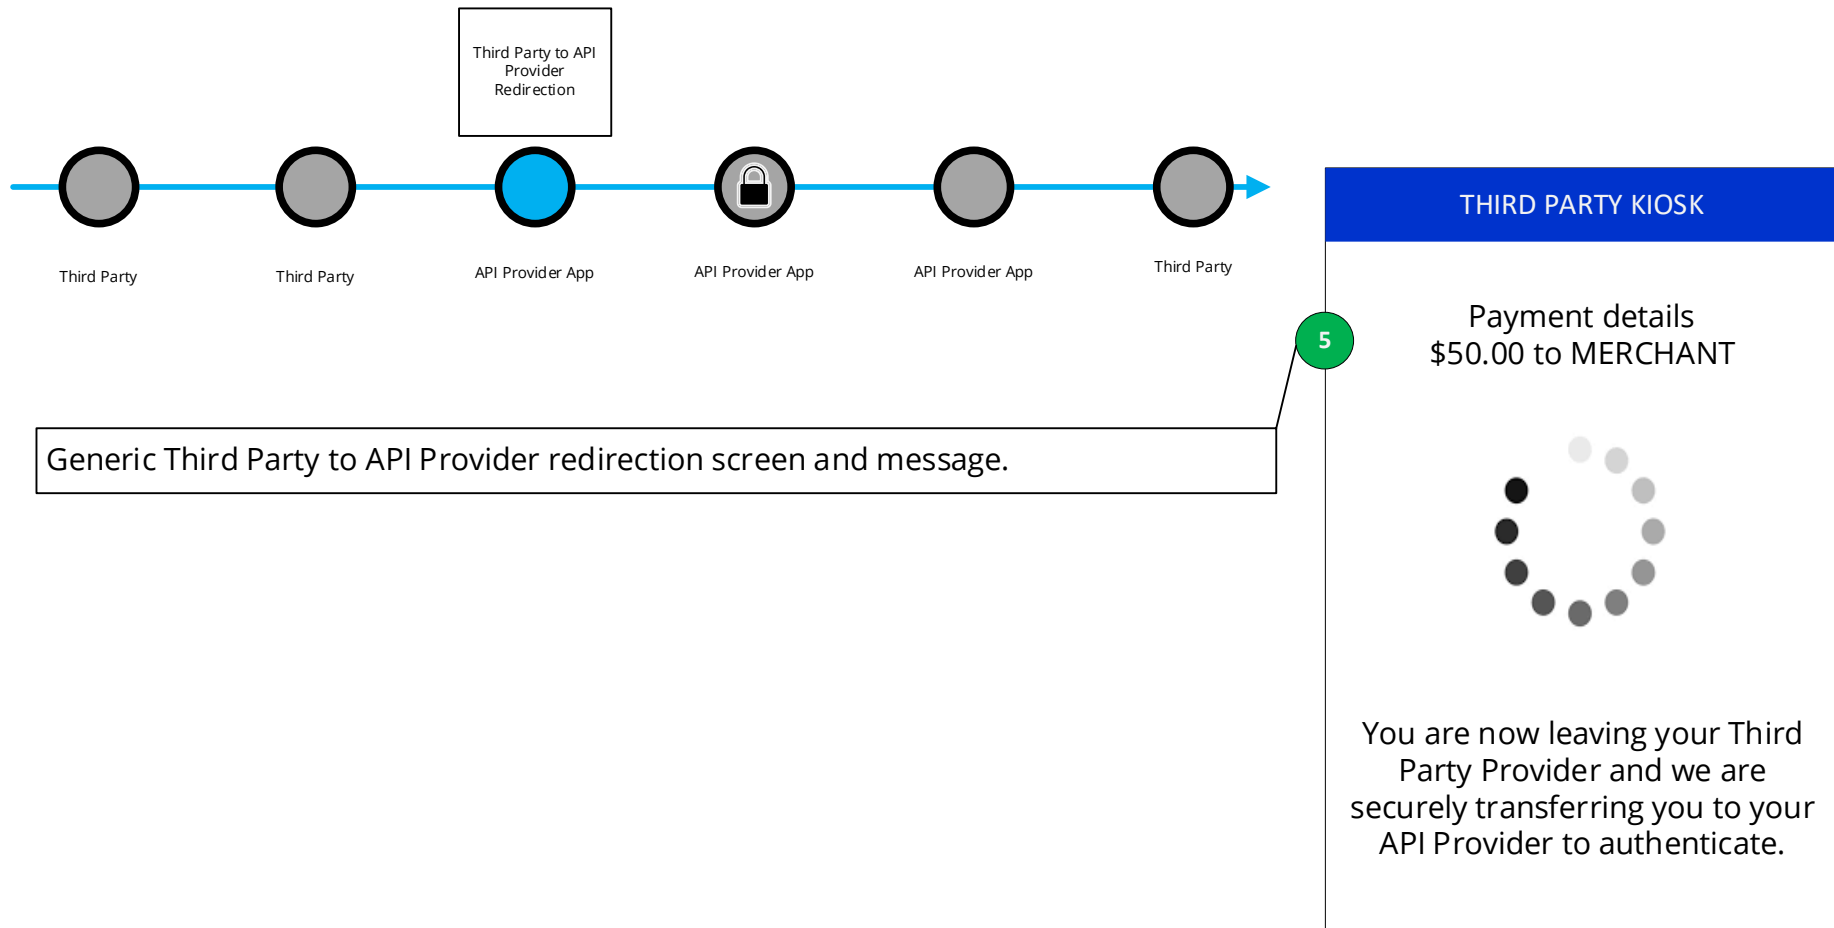 Third Party to API
Provider
Redirection
Third Party
Third Party
API Provider App
API Provider App
API Provider App
Third Party
THIRD PARTY KIOSK
5
Payment details
$50.00 to MERCHANT
Generic Third Party to API Provider redirection screen and message.
You are now leaving your Third
Party Provider and we are
securely transferring you to your
API Provider to authenticate.